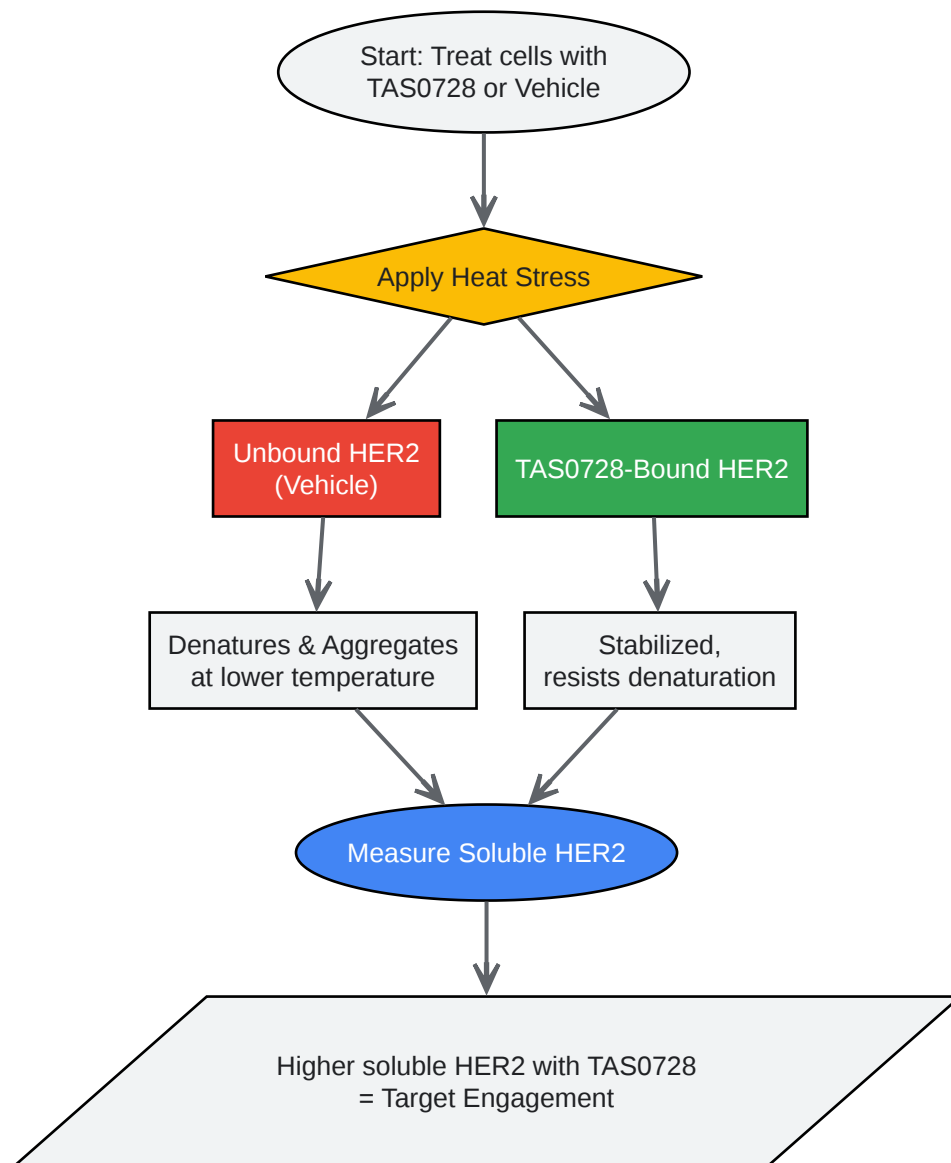 Start: Treat cells with
TAS0728 or Vehicle
Apply Heat Stress
Unbound HER2
(Vehicle)
TAS0728-Bound HER2
Denatures & Aggregates
at lower temperature
Stabilized,
resists denaturation
Measure Soluble HER2
Higher soluble HER2 with TAS0728
= Target Engagement